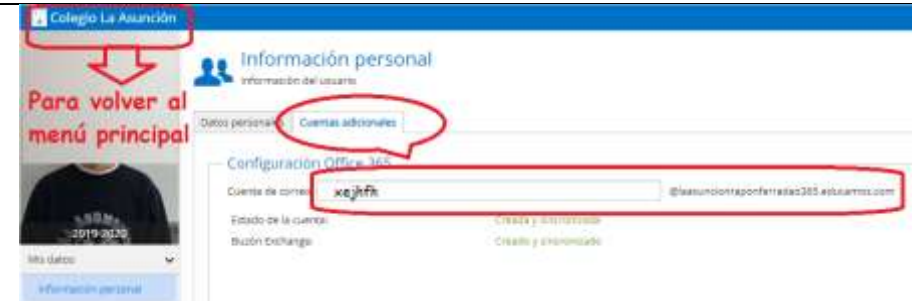 Colegio La Asunción
Para volver al
menú principal
Información personal
Información del usuario
Datos personales
Cuentas adicionales
Configuración Office 365
Cuenta de correo
xejhfh
Estado de la cuenta:
Creada y sincronizada
Buzón Exchange:
Creado y sincronizado
2019-2020
Mis datos
Información personal